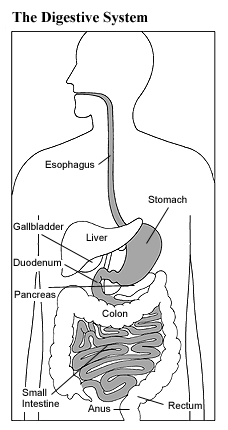 The Digestive System
Esophagus
Stomach
Gallbladder
Liver
Duodenum
Pancreas
Colon
Small
Intestine
Anus
Rectum